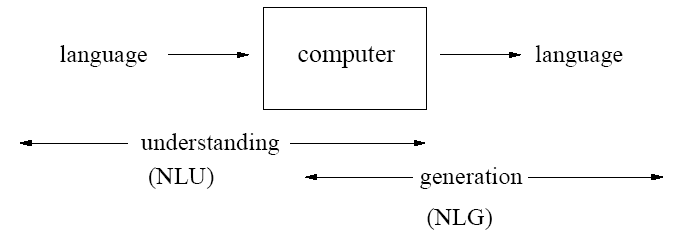 language computer language
understanding
(NLU)
generation
(NLG)